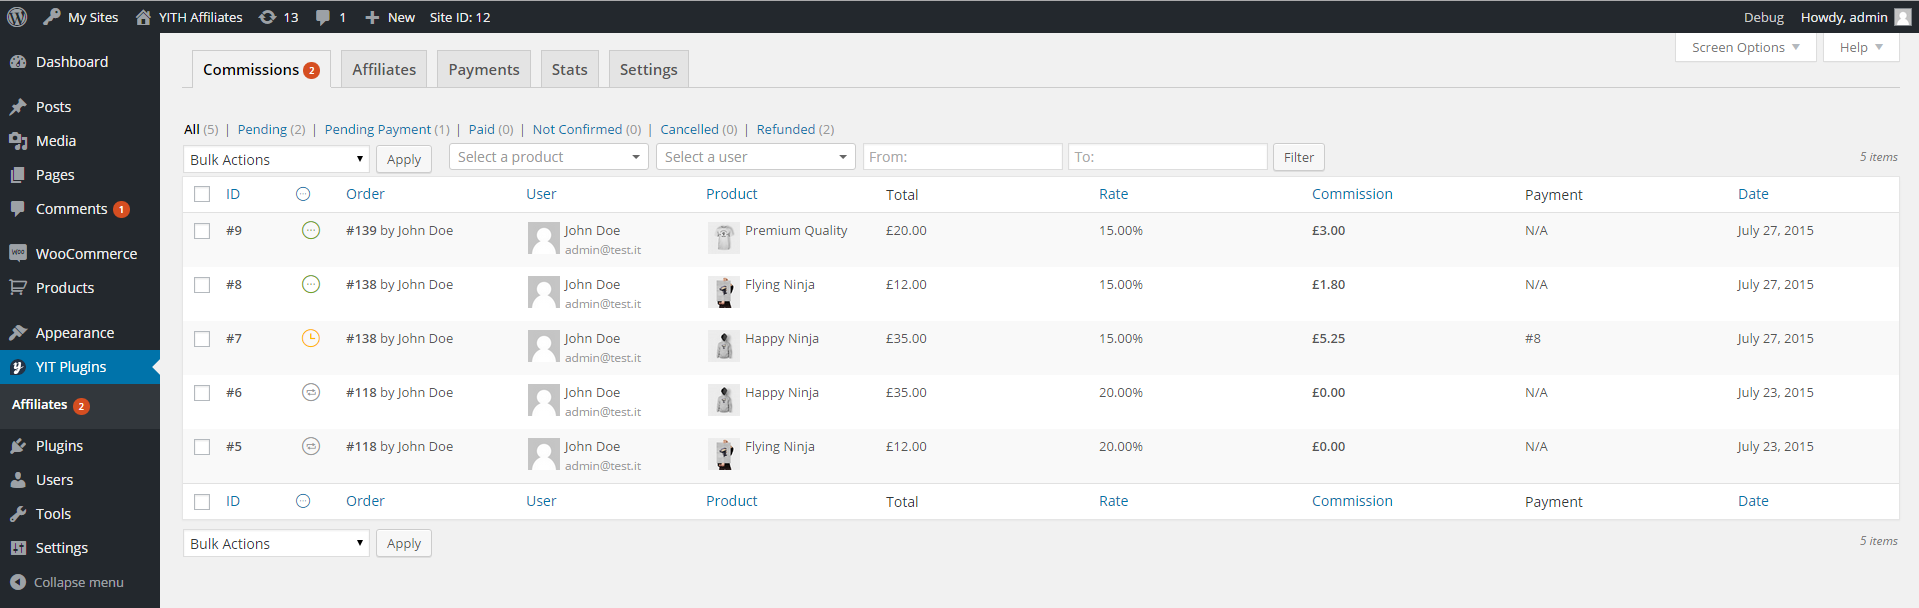 My Sites YITH Affiliates 13 1 New Site ID: 12 Debug Howdy, admin
Screen Options Help
Dashboard
Posts
Media
Pages
Comments 1
WooCommerce
Products
Appearance
YIT Plugins
Affiliates 2
Plugins
Users
Tools
Settings
Collapse menu
Commissions 2 Affiliates Payments Stats Settings
All (5) | Pending (2) | Pending Payment (1) | Paid (0) | Not Confirmed (0) | Cancelled (0) | Refunded (2)
Bulk Actions Apply Select a product Select a user From: To: Filter 5 items
ID Order User Product Total Rate Commission Payment Date
#9 #139 by John Doe John Doe Premium Quality £20.00 15.00% £3.00 N/A July 27, 2015
admin@test.it
#8 #138 by John Doe John Doe Flying Ninja £12.00 15.00% £1.80 N/A July 27, 2015
admin@test.it
#7 #138 by John Doe John Doe Happy Ninja £35.00 15.00% £5.25 #8 July 27, 2015
admin@test.it
#6 #118 by John Doe John Doe Happy Ninja £35.00 20.00% £0.00 N/A July 23, 2015
admin@test.it
#5 #118 by John Doe John Doe Flying Ninja £12.00 20.00% £0.00 N/A July 23, 2015
admin@test.it
ID Order User Product Total Rate Commission Payment Date
Bulk Actions Apply 5 items